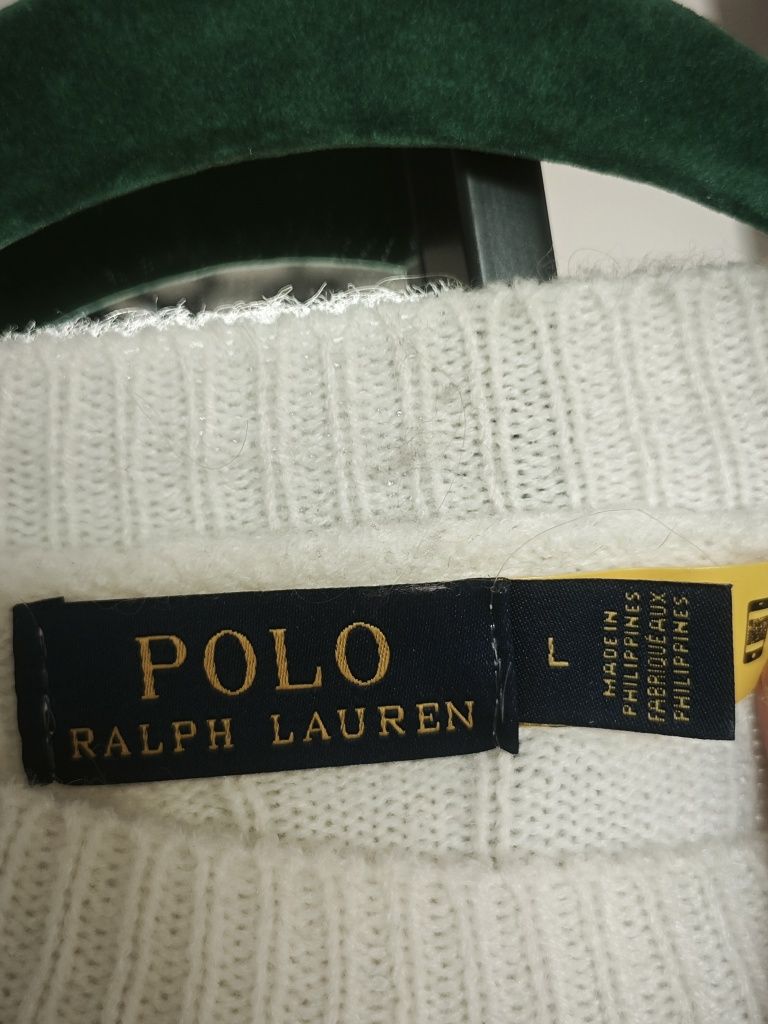 POLO
RALPH LAUREN
L
MADE IN
PHILIPPINES
FABRIQUÉ AUX
PHILIPPINES